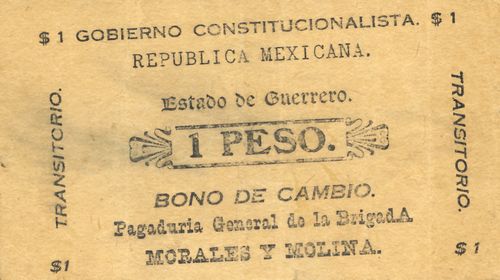 $1 GOBIERNO CONSTITUCIONALISTA. $1
REPUBLICA MEXICANA.
Estado de Guerrero.
TRANSITORIO.
1 PESO.
TRANSITORIO.
BONO DE CAMBIO.
Pagaduria General de la BrigadA
MORALES Y MOLINA.
$1
$1